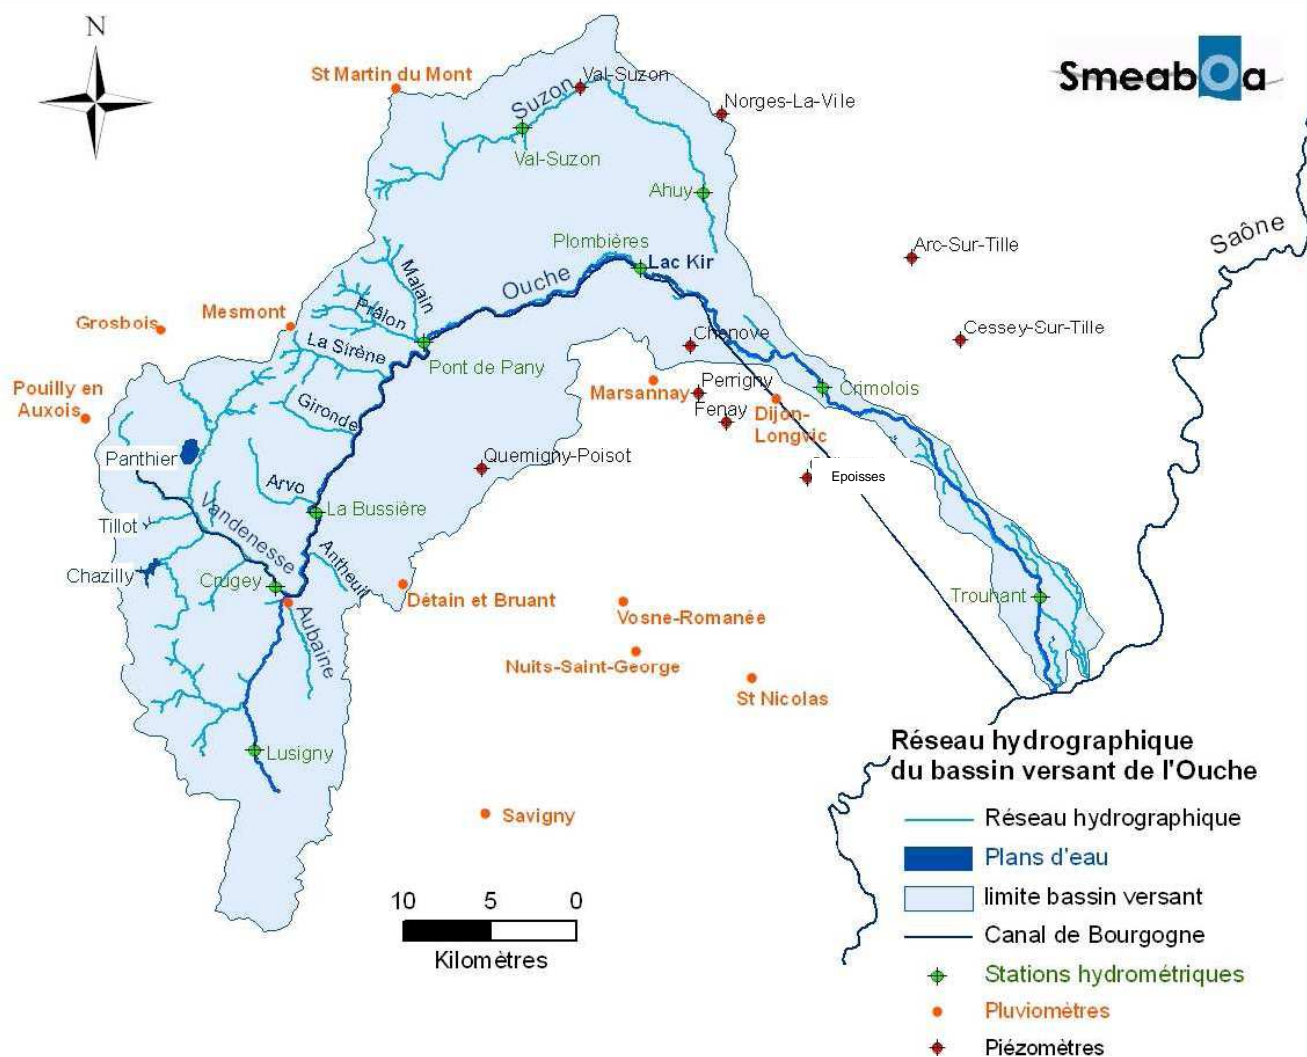 N
St Martin du Mont
Suzon
Val-Suzon
Norges-La-Ville
Smeaboa
Val-Suzon
Ahuy
Saône
Plombières
Lac Kir
Arc-Sur-Tille
Malain
Ouche
Prâlon
Grosbois
Mesmont
La Sirène
Chenove
Cessey-Sur-Tille
Pont de Pany
Pouilly en
Auxois
Gironde
Marsannay
Perrigny
Crimolois
Fenay
Dijon-
Longvic
Panthier
Quemigny-Poisot
Epoisses
Arvo
Tillot
Vandenesse
La Bussière
Antheuil
Chazilly
Crugey
Détain et Bruant
Trouhant
Aubaine
Vosne-Romanée
Nuits-Saint-George
St Nicolas
Lusigny
Savigny
10 5 0
Kilomètres
Réseau hydrographique
du bassin versant de l'Ouche
Réseau hydrographique
Plans d'eau
limite bassin versant
Canal de Bourgogne
Stations hydrométriques
Pluviomètres
Piézomètres